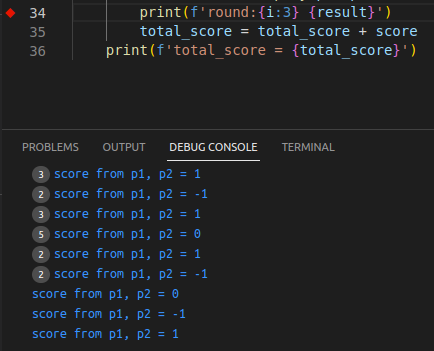 34 print(f'round:{i:3} {result}')
35 total_score = total_score + score
36 print(f'total_score = {total_score}')
PROBLEMS OUTPUT DEBUG CONSOLE TERMINAL
3 score from p1, p2 = 1
2 score from p1, p2 = -1
3 score from p1, p2 = 1
5 score from p1, p2 = 0
2 score from p1, p2 = 1
2 score from p1, p2 = -1
score from p1, p2 = 0
score from p1, p2 = -1
score from p1, p2 = 1